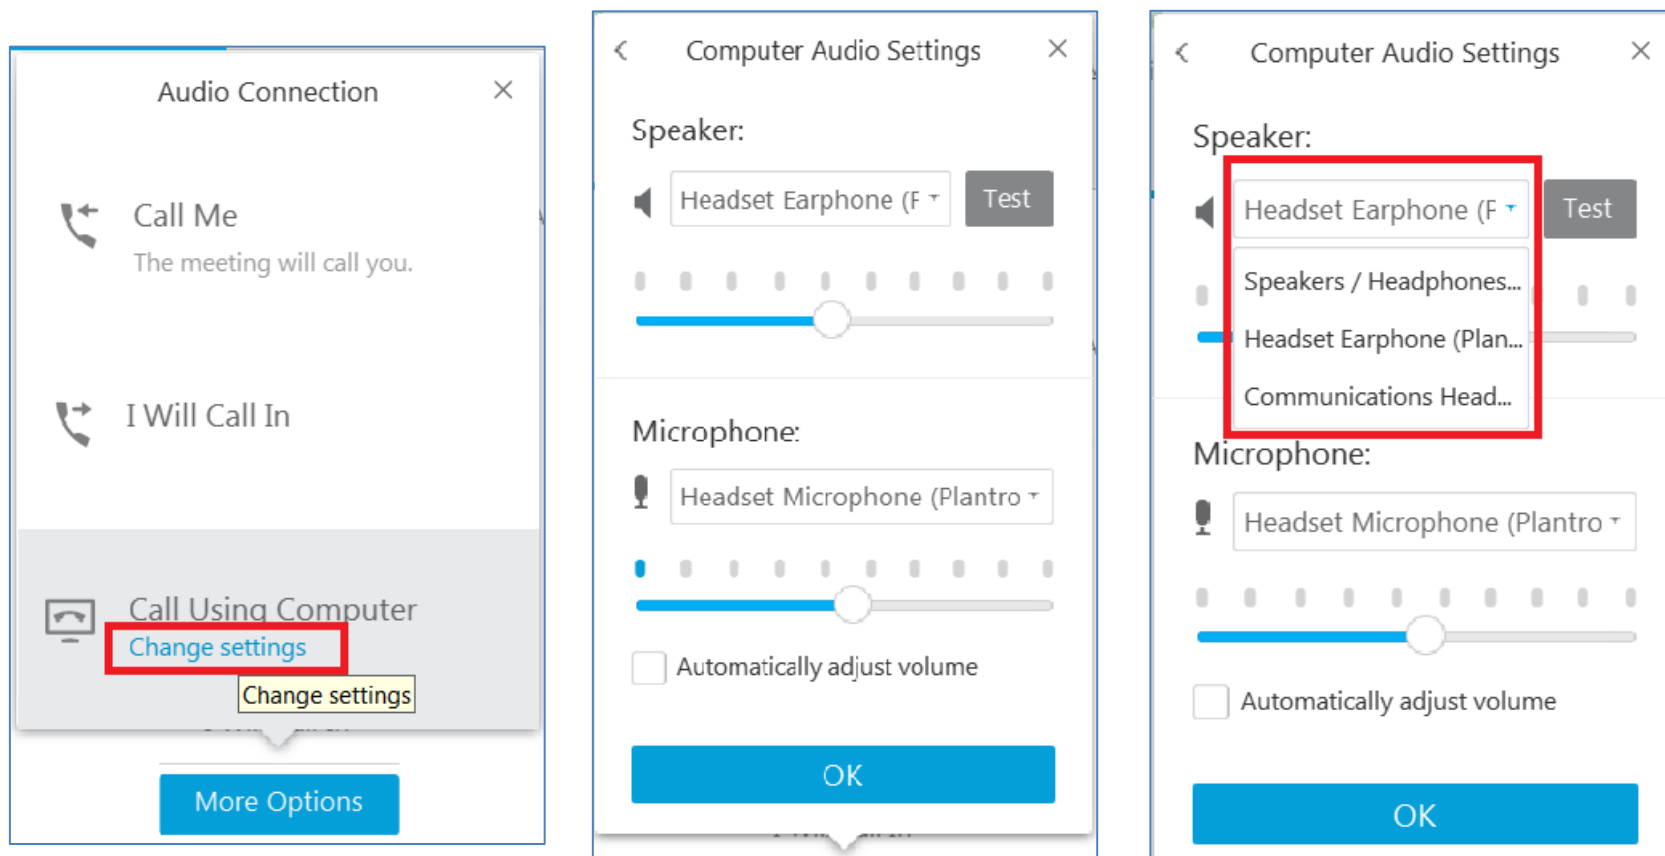 Audio Connection
Call Me
The meeting will call you.
I Will Call In
Call Using Computer
Change settings
Change settings
More Options
Computer Audio Settings
Speaker:
Headset Earphone (F
Test
Microphone:
Headset Microphone (Plantro
Automatically adjust volume
OK
Computer Audio Settings
Speaker:
Headset Earphone (F
Test
Speakers / Headphones...
Headset Earphone (Plan...
Communications Head...
Microphone:
Headset Microphone (Plantro
Automatically adjust volume
OK